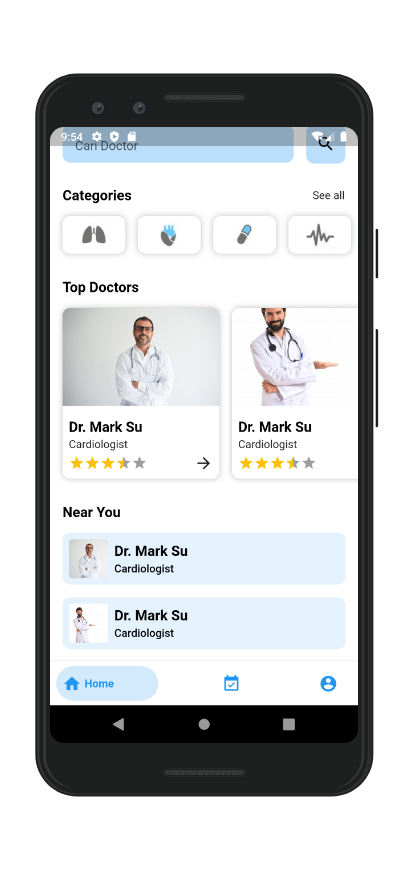 9:54
Cari Doctor
Categories
See all
Top Doctors
Dr. Mark Su
Cardiologist
Dr. Mark Su
Cardiologist
Near You
Dr. Mark Su
Cardiologist
Dr. Mark Su
Cardiologist
Home